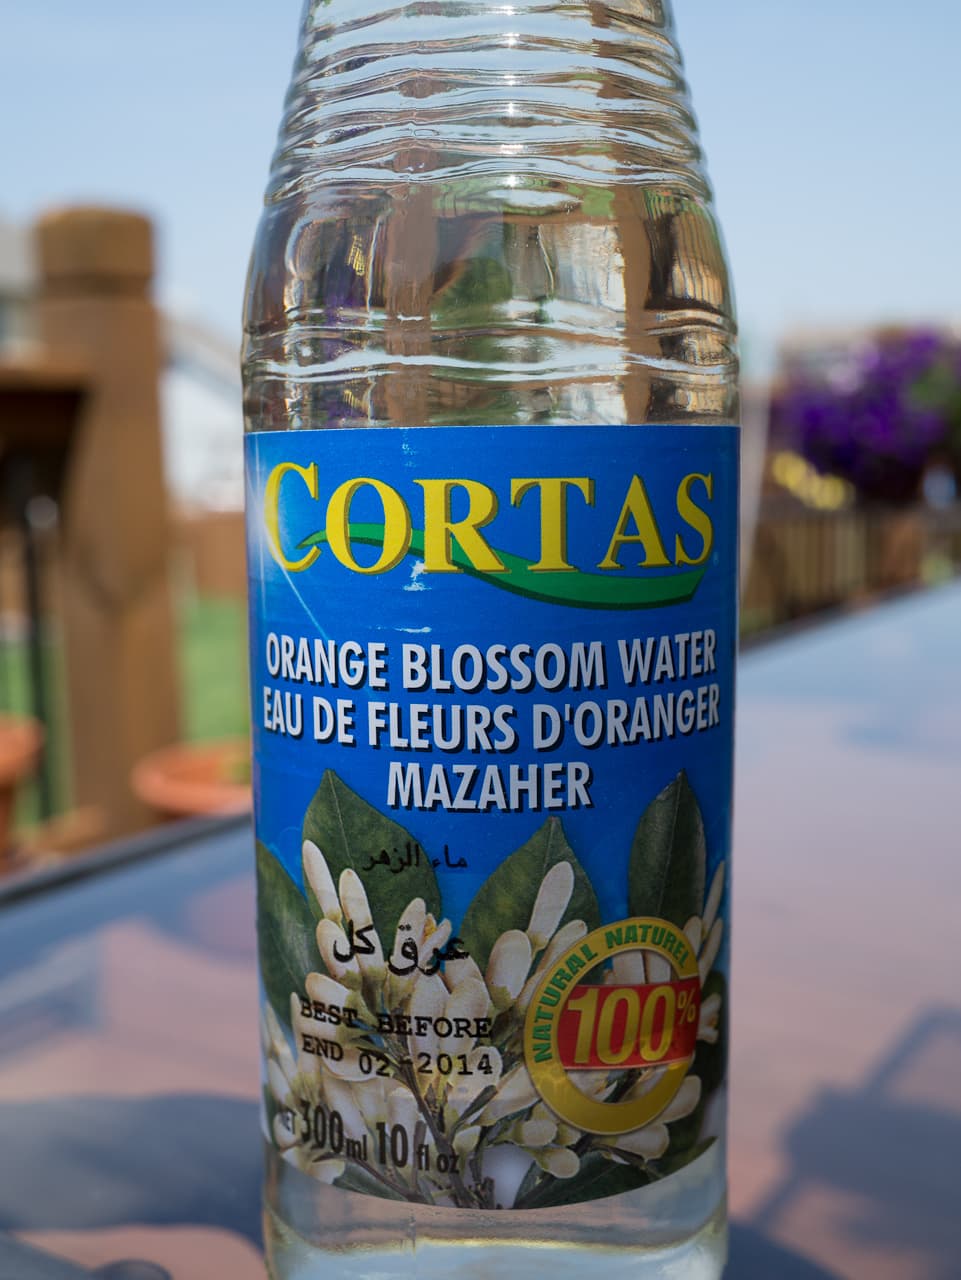 CORTAS
ORANGE BLOSSOM WATER
EAU DE FLEURS D'ORANGER
MAZAHER
ماء الزهر
عرق كل
NATURAL NATUREL
100%
BEST BEFORE
END 02-2014
NET 300ml 10 fl oz